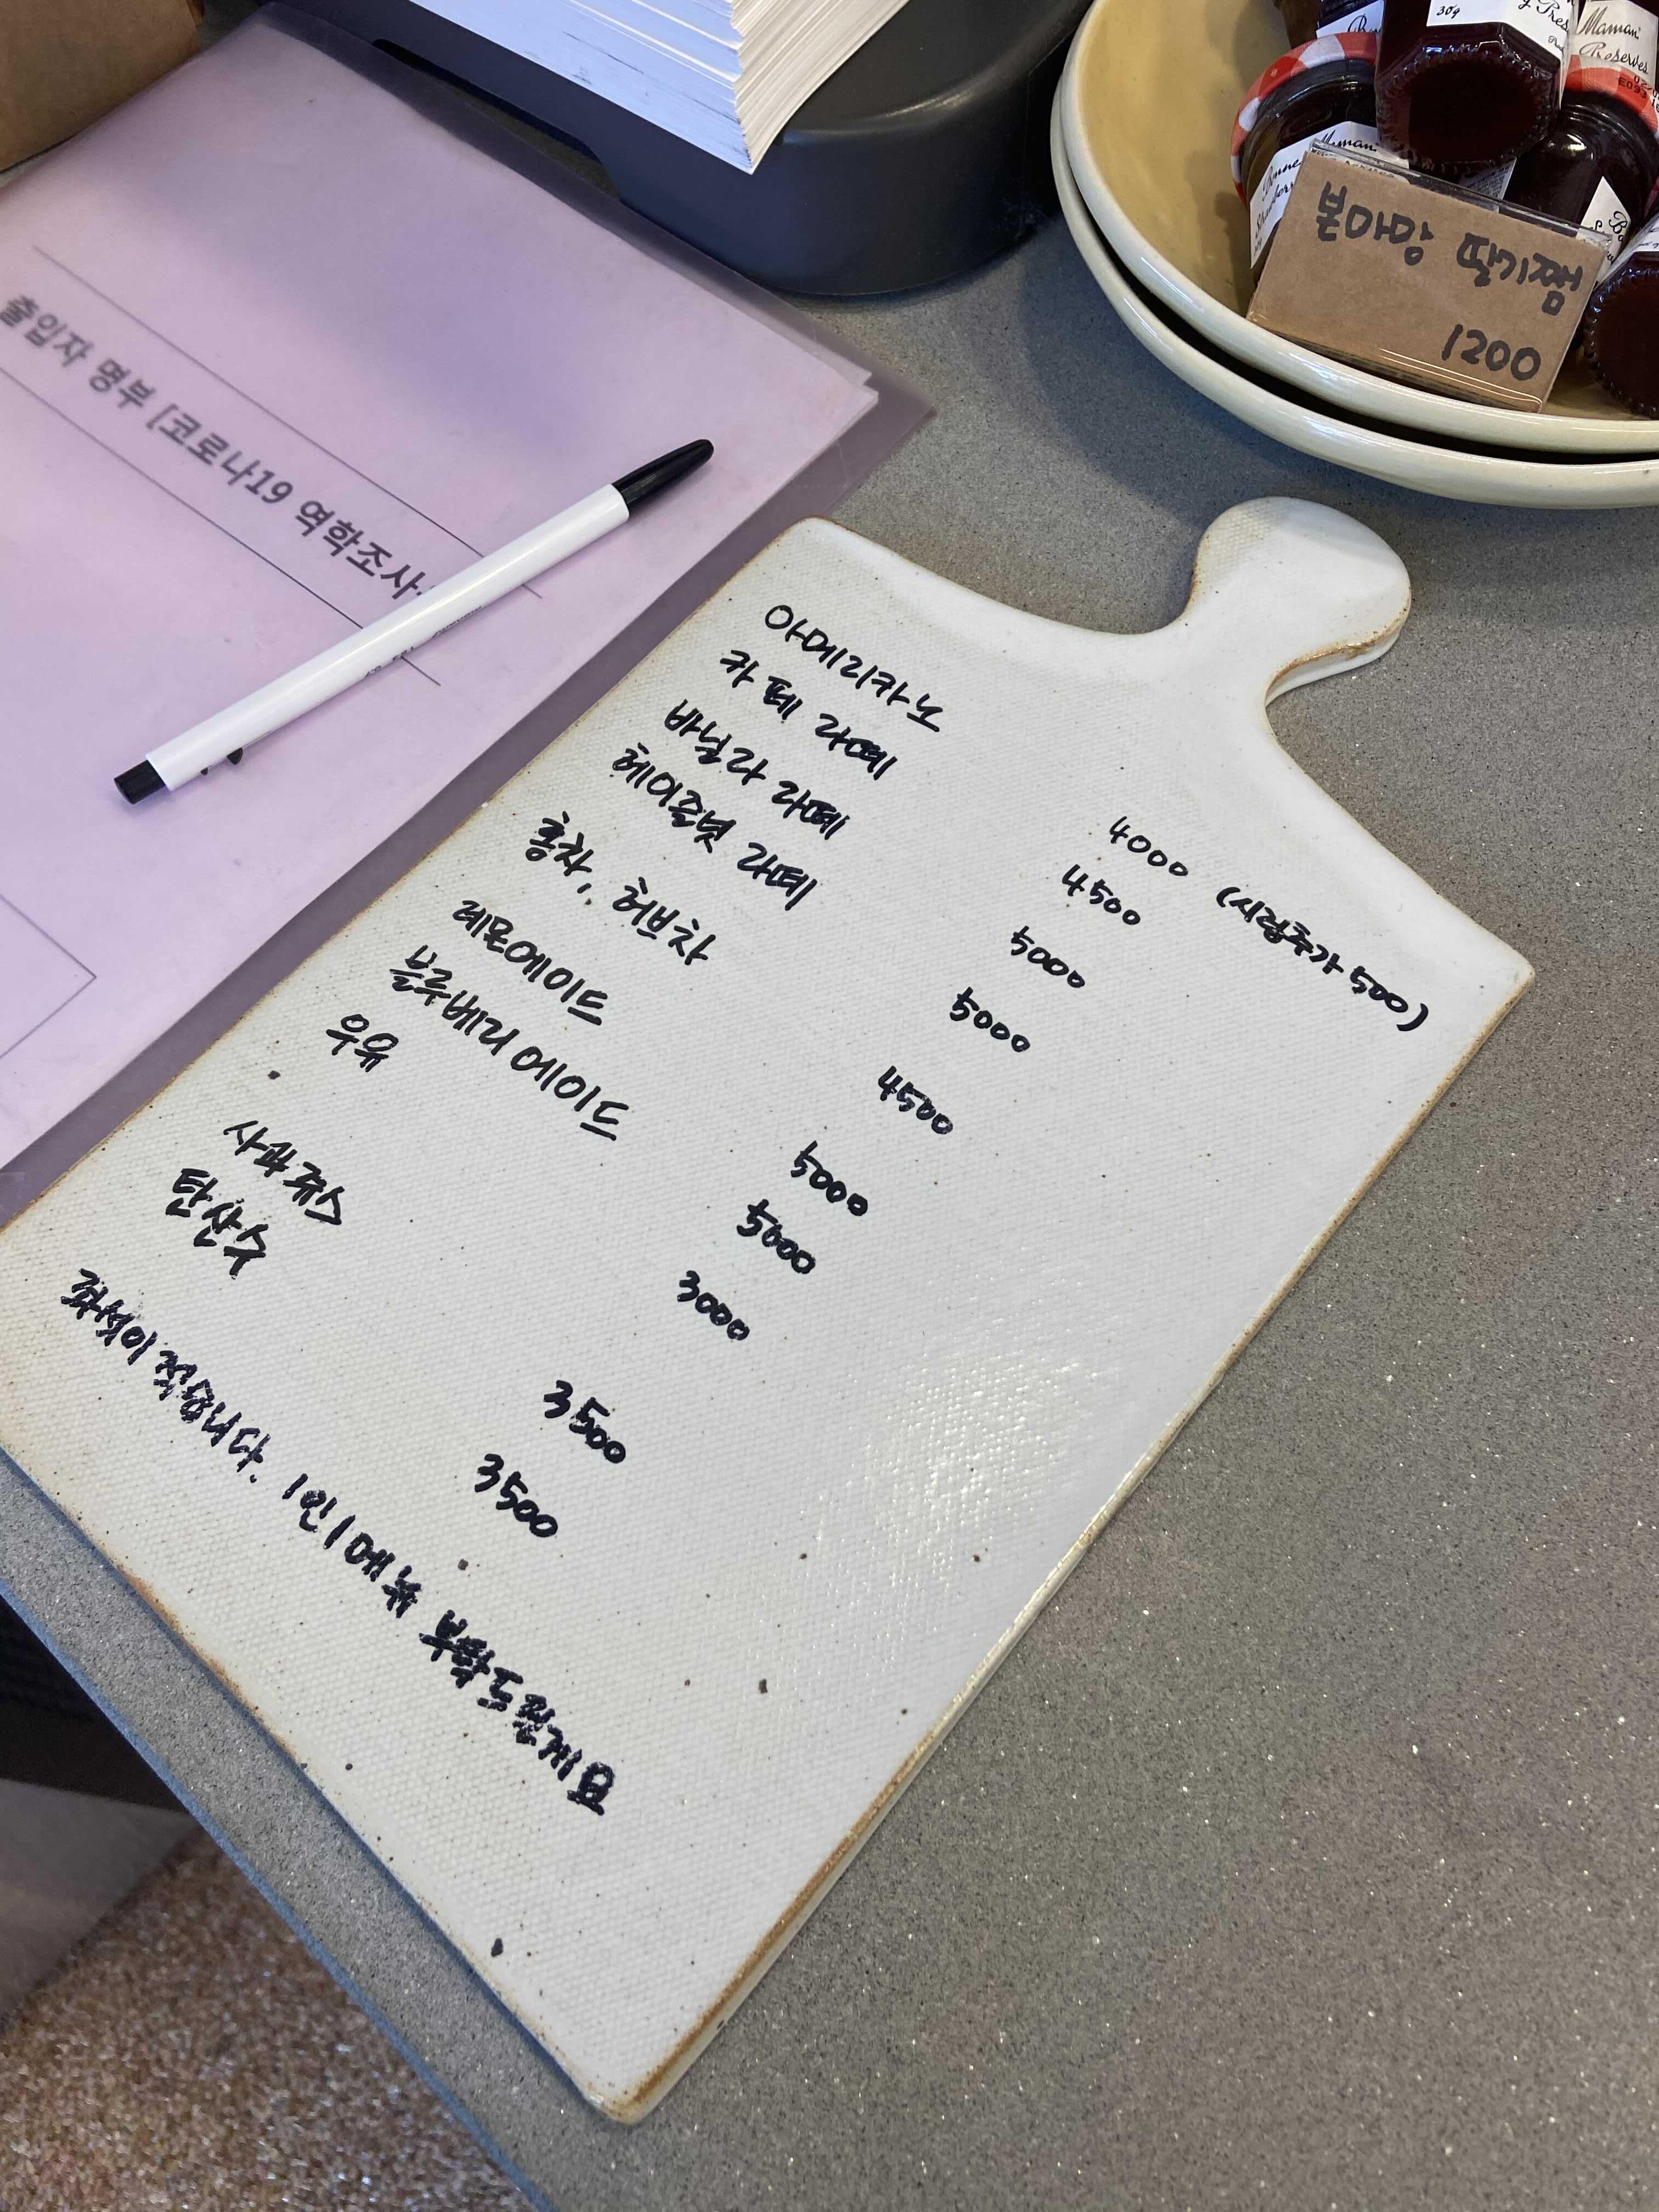 출입자 명부 [코로나19 역학조사
봉마망 딸기쨈
1200
30g
Maman
Preserves
아메리카노 4000 (시럽추가 500)
카페 라떼 4500
바닐라 라떼 5000
헤이즐넛 라떼 5000
홍차, 허브차 4500
레몬에이드 5000
블루베리 에이드 5000
우유 3000
사과쥬스 3500
탄산수 3500
좌석이 적습니다. 1인 1메뉴 부탁드릴게요